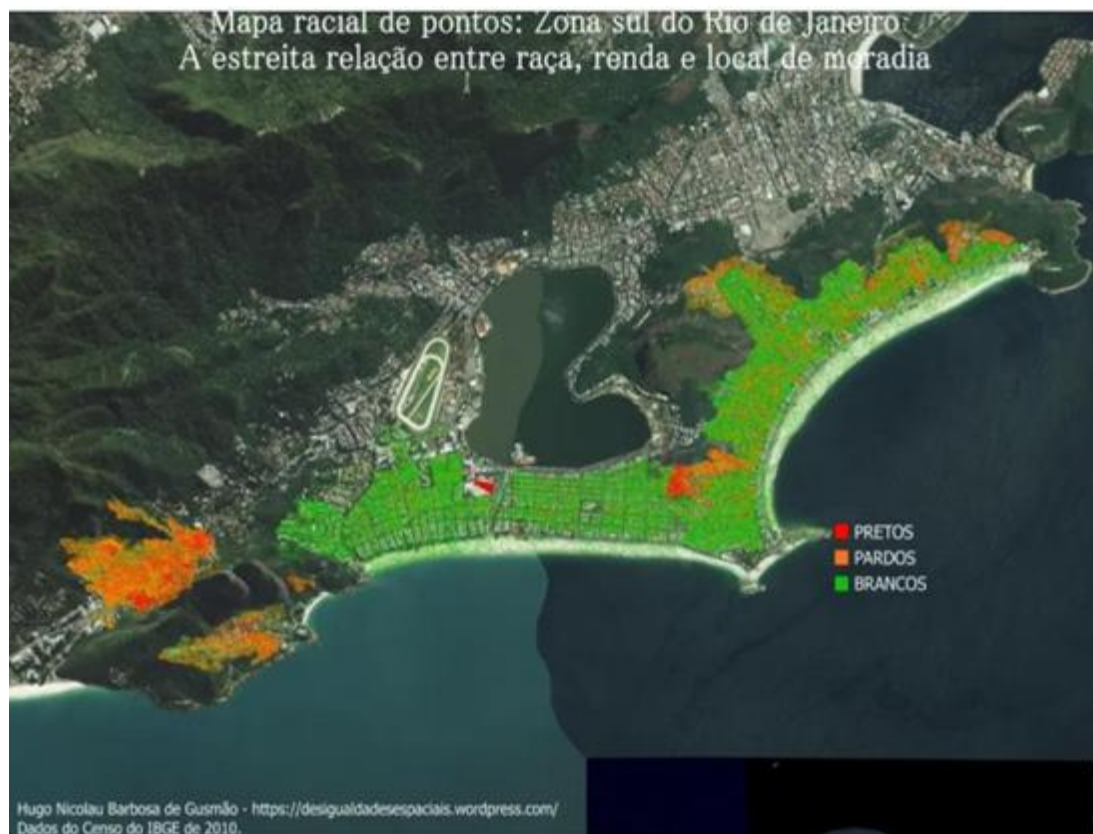 Mapa racial de pontos: Zona sul do Rio de Janeiro
A estreita relação entre raça, renda e local de moradia
PRETOS
PARDOS
BRANCOS
Hugo Nicolau Barbosa de Gusmão - https://desigualdadesespaciais.wordpress.com/
Dados do Censo do IBGE de 2010.